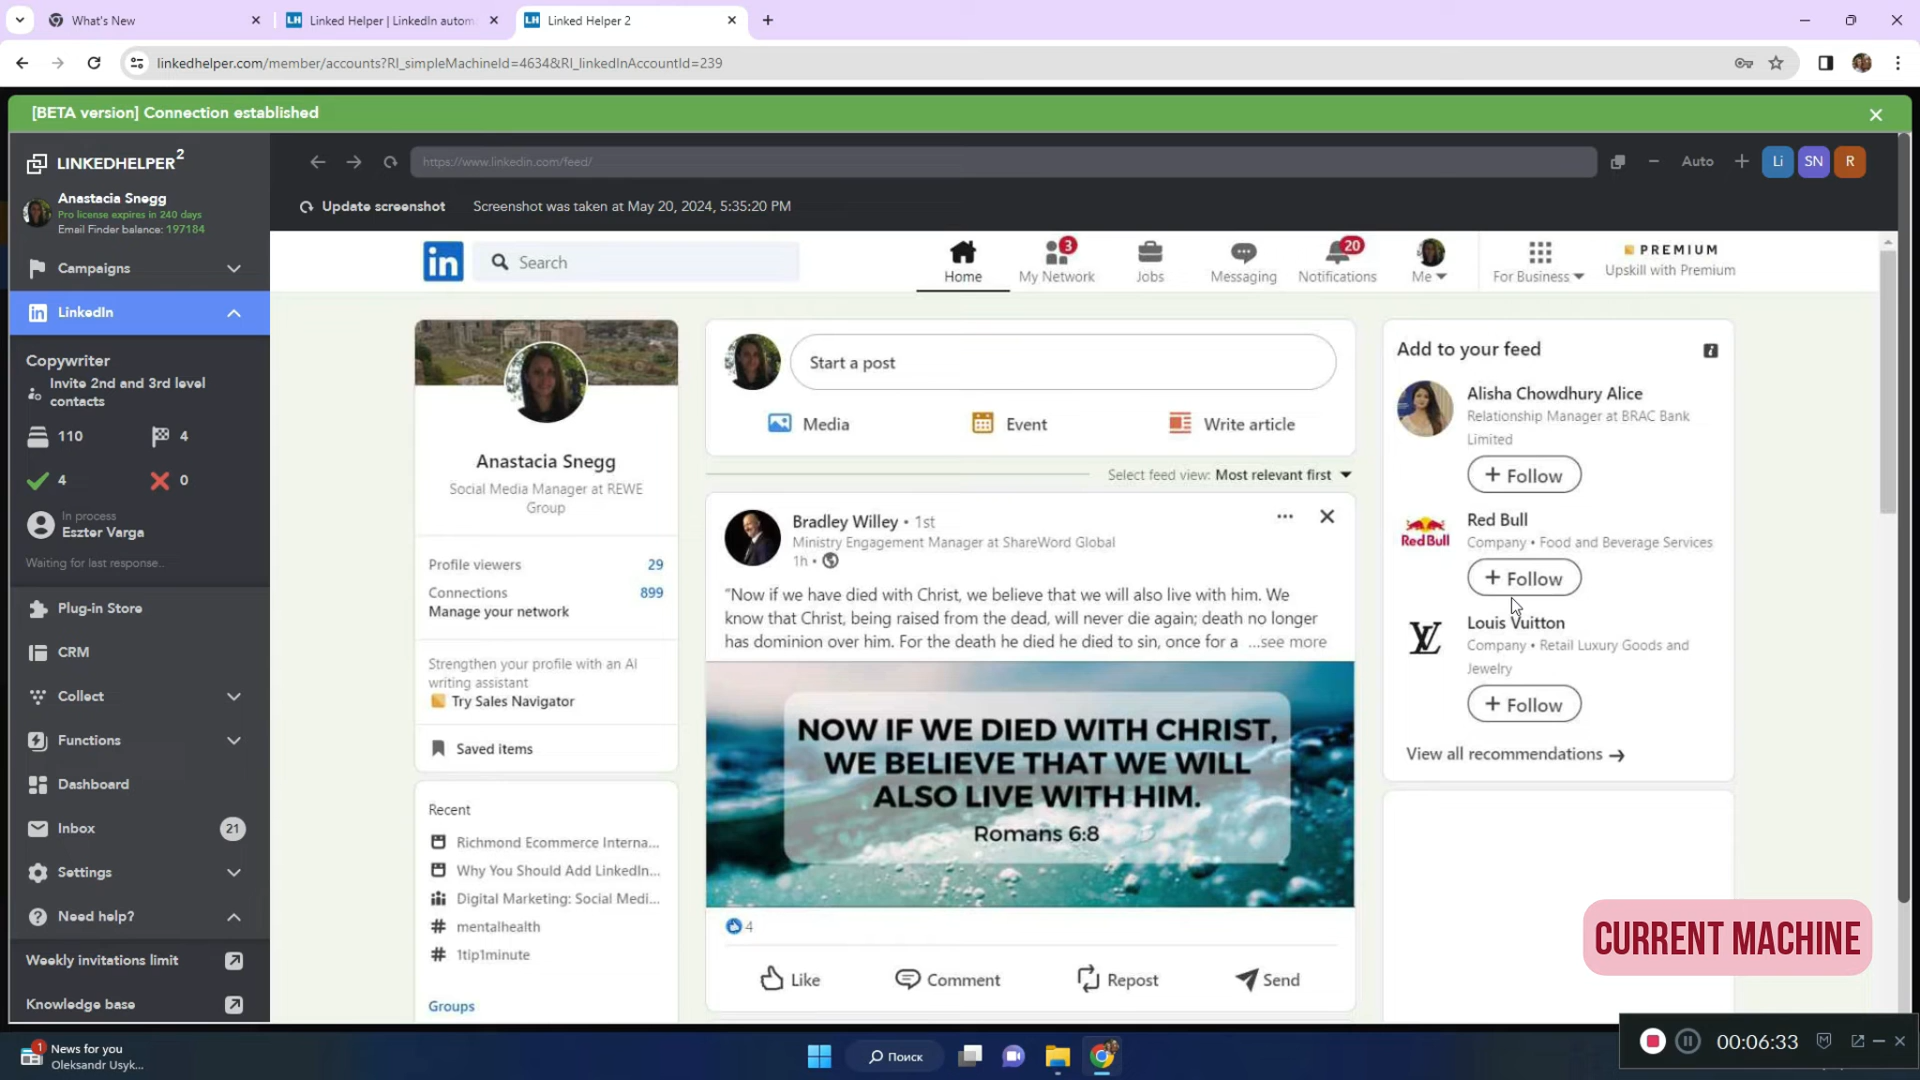 What's New
Linked Helper | LinkedIn autom
Linked Helper 2
linkedhelper.com/member/accounts?RI_simpleMachineId=4634&RI_linkedInAccountId=239
[BETA version] Connection established
LINKEDHELPER2
Anastacia Snegg
Pro license expires in 240 days
Email Finder balance: 197184
Campaigns
LinkedIn
Copywriter
Invite 2nd and 3rd level
contacts
110
4
4
0
In process
Eszter Varga
Waiting for last response..
Plug-in Store
CRM
Collect
Functions
Dashboard
Inbox
21
Settings
Need help?
Weekly invitations limit
Knowledge base
https://www.linkedin.com/feed/
Auto
Li
SN
R
Update screenshot
Screenshot was taken at May 20, 2024, 5:35:20 PM
in
Search
Home
3
My Network
Jobs
Messaging
20
Notifications
Me
For Business
PREMIUM
Upskill with Premium
Anastacia Snegg
Social Media Manager at REWE
Group
Profile viewers 29
Connections 899
Manage your network
Strengthen your profile with an AI
writing assistant
Try Sales Navigator
Saved items
Recent
Richmond Ecommerce Interna...
Why You Should Add LinkedIn...
Digital Marketing: Social Medi...
# mentalhealth
# 1tip1minute
Groups
Start a post
Media
Event
Write article
Select feed view: Most relevant first
Bradley Willey • 1st
Ministry Engagement Manager at ShareWord Global
1h •
"Now if we have died with Christ, we believe that we will also live with him. We
know that Christ, being raised from the dead, will never die again; death no longer
has dominion over him. For the death he died he died to sin, once for a ...see more
NOW IF WE DIED WITH CHRIST,
WE BELIEVE THAT WE WILL
ALSO LIVE WITH HIM.
Romans 6:8
4
Like
Comment
Repost
Send
Add to your feed
Alisha Chowdhury Alice
Relationship Manager at BRAC Bank
Limited
+ Follow
Red Bull
Red Bull
Company • Food and Beverage Services
+ Follow
LV
Louis Vuitton
Company • Retail Luxury Goods and
Jewelry
+ Follow
View all recommendations →
CURRENT MACHINE
1
News for you
Oleksandr Usyk...
Поиск
00:06:33